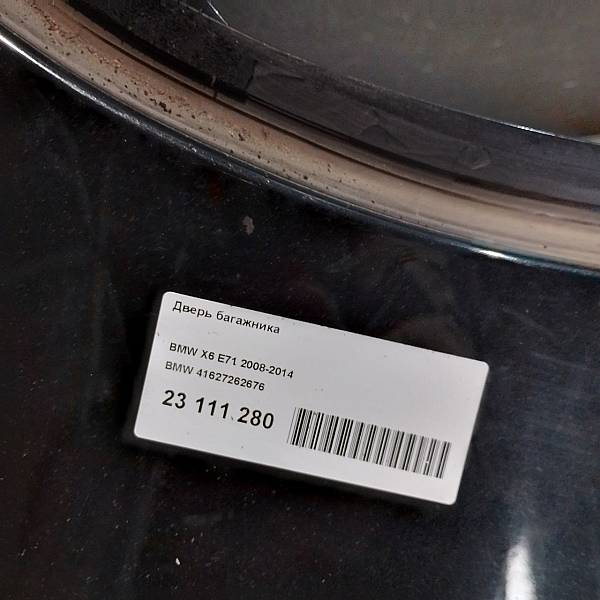 Дверь багажника
BMW X6 E71 2008-2014
BMW 41627262676
23 111 280